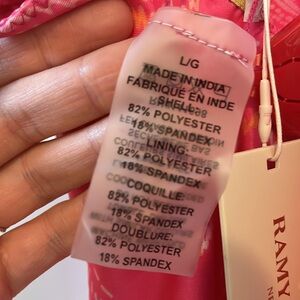 L/G
MADE IN INDIA
FABRIQUÉ EN INDE
SHELL:
82% POLYESTER
18% SPANDEX
LINING:
82% POLYESTER
18% SPANDEX
COQUILLE:
82% POLYESTER
18% SPANDEX
DOUBLURE:
82% POLYESTER
18% SPANDEX
RAMY